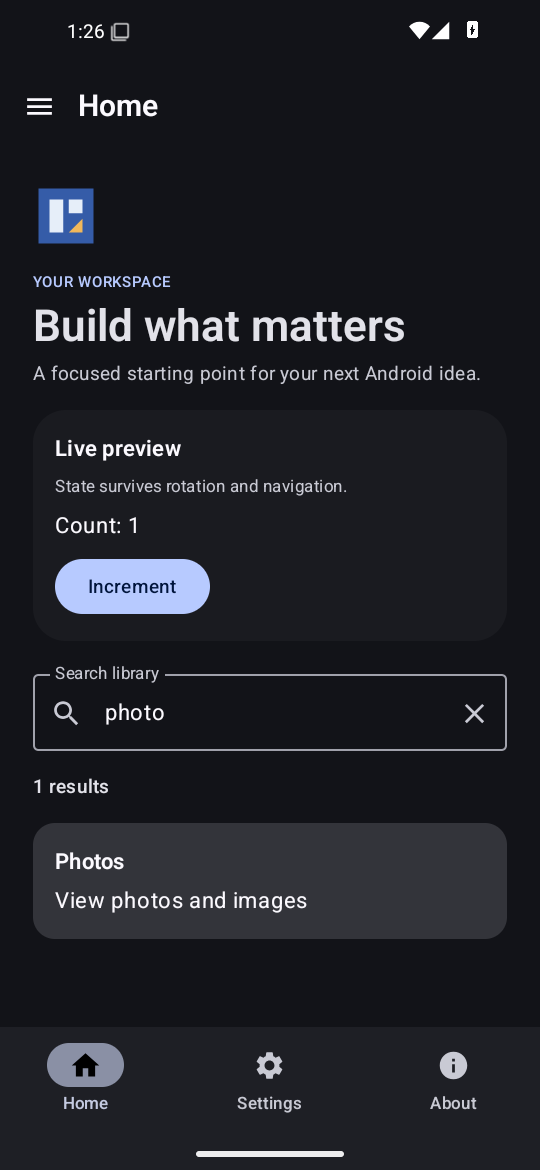 1:26
Home
YOUR WORKSPACE
Build what matters
A focused starting point for your next Android idea.
Live preview
State survives rotation and navigation.
Count: 1
Increment
Search library
photo
1 results
Photos
View photos and images
Home
Settings
About